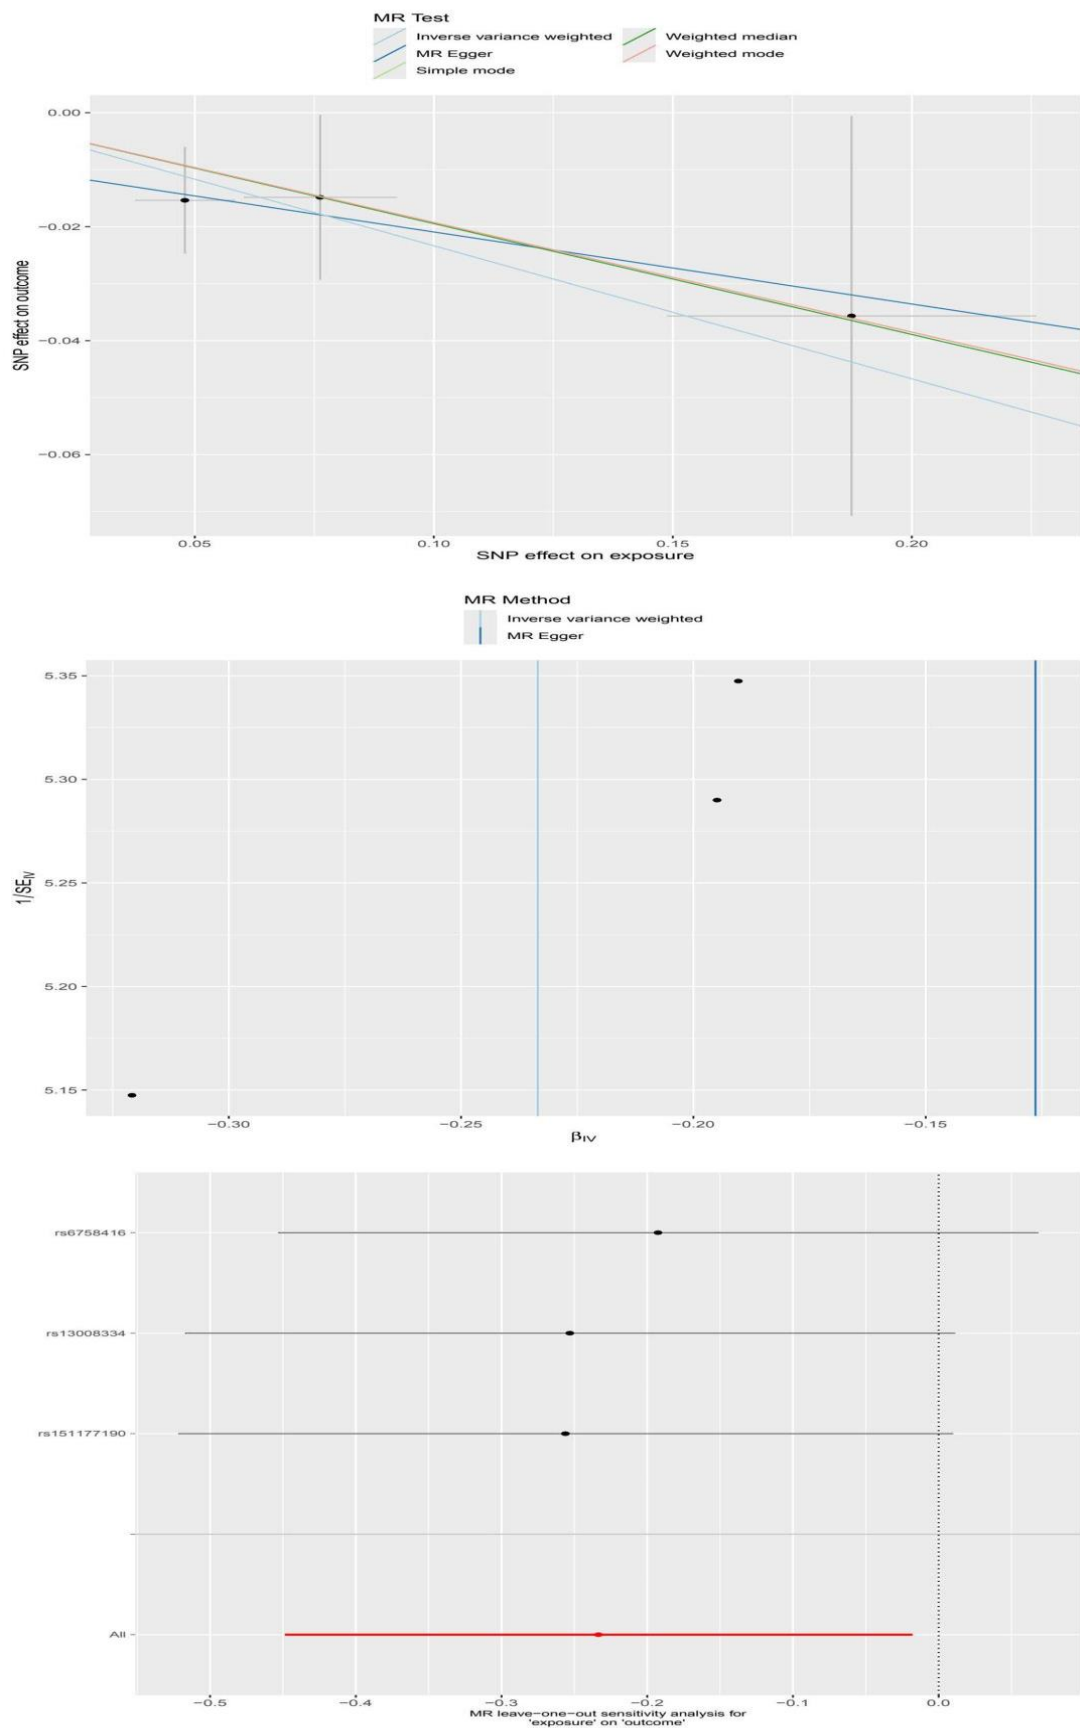 MR Test
Inverse variance weighted
Weighted median
MR Egger
Weighted mode
Simple mode
0.00
−0.02
−0.04
−0.06
SNP effect on outcome
0.05
0.10
0.15
0.20
SNP effect on exposure
MR Method
Inverse variance weighted
MR Egger
5.35
5.30
5.25
5.20
5.15
1/SEIV
−0.30
−0.25
−0.20
−0.15
βIV
rs6758416
rs13008334
rs151177190
All
−0.5
−0.4
−0.3
−0.2
−0.1
0.0
MR leave−one−out sensitivity analysis for
'exposure' on 'outcome'